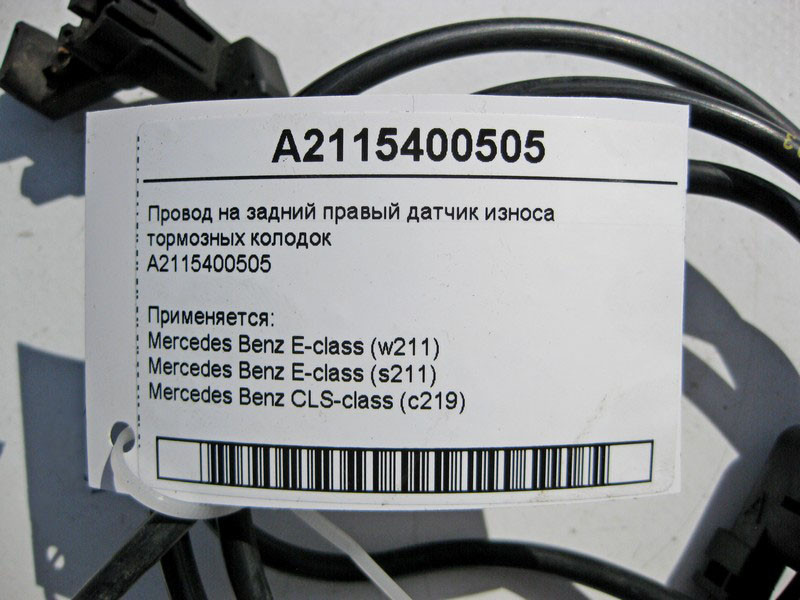 A2115400505
Провод на задний правый датчик износа
тормозных колодок
A2115400505
Применяется:
Mercedes Benz E-class (w211)
Mercedes Benz E-class (s211)
Mercedes Benz CLS-class (c219)